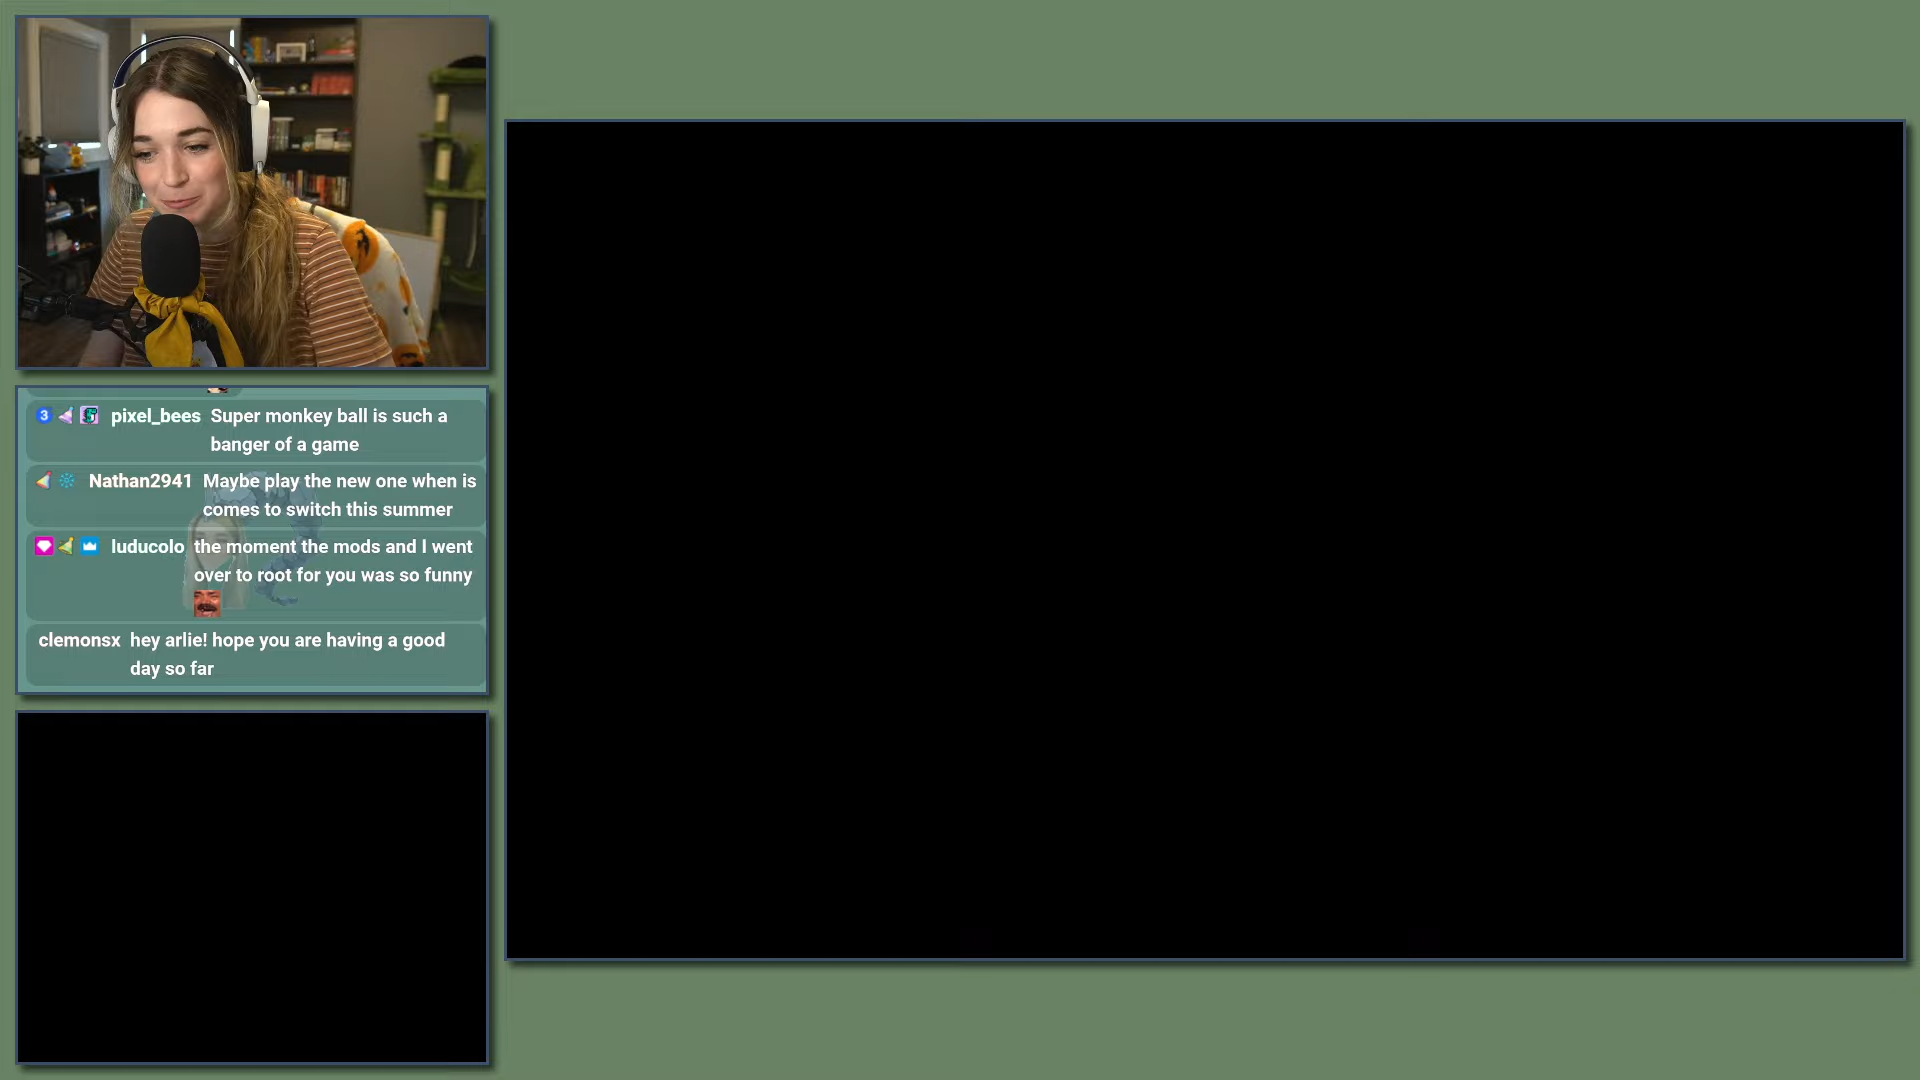 3 pixel_bees Super monkey ball is such a
banger of a game
Nathan2941 Maybe play the new one when is
comes to switch this summer
luducolo the moment the mods and I went
over to root for you was so funny
clemonsx hey arlie! hope you are having a good
day so far